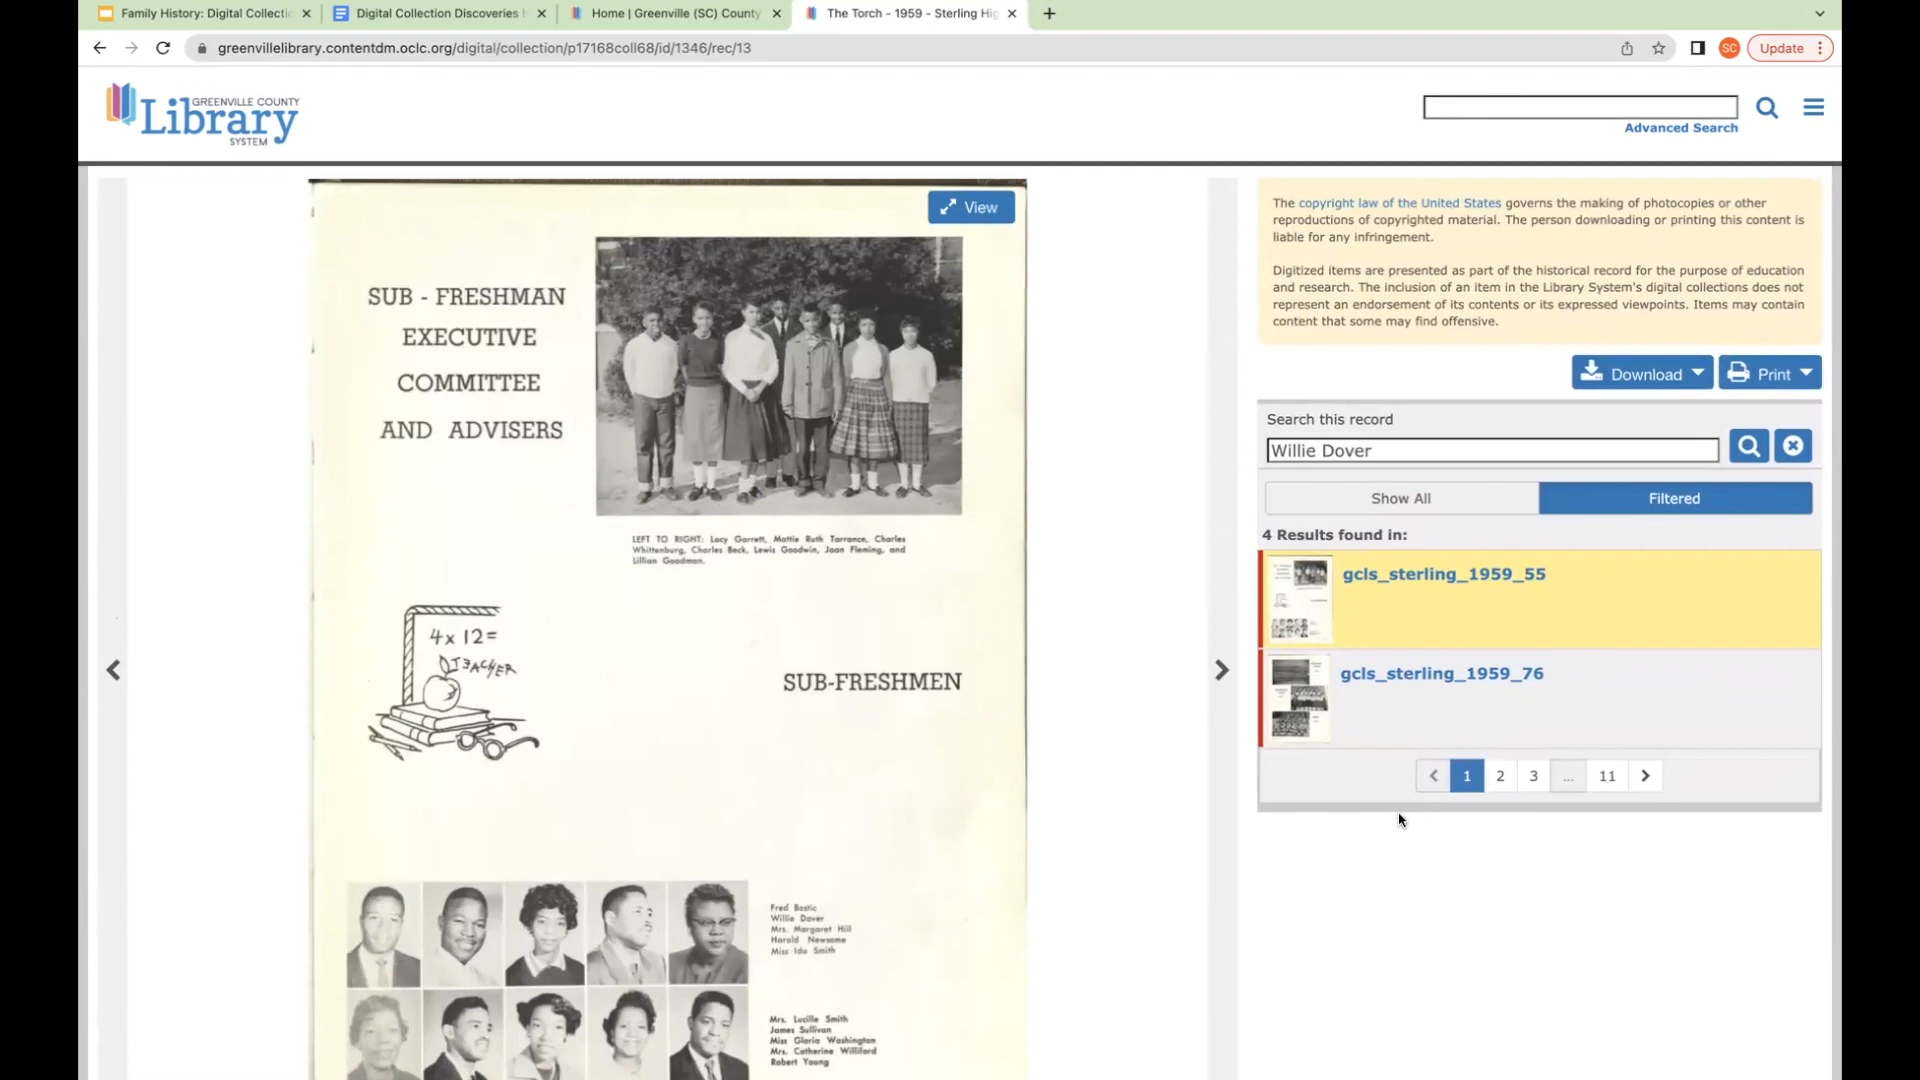 Family History: Digital Collectio
Digital Collection Discoveries h
Home | Greenville (SC) County
The Torch - 1959 - Sterling Hig
greenvillelibrary.contentdm.oclc.org/digital/collection/p17168coll68/id/1346/rec/13
SC
Update
GREENVILLE COUNTY
Library
SYSTEM
Advanced Search
View
SUB - FRESHMAN
EXECUTIVE
COMMITTEE
AND ADVISERS
LEFT TO RIGHT: Lacy Garrett, Mattie Ruth Torrance, Charles
Whittenburg, Charles Beck, Lewis Goodwin, Joan Fleming, and
Lillian Goodman.
4 x 12 =
TEACHER
SUB-FRESHMEN
Fred Bostic
Willie Dover
Mrs. Margaret Hill
Harold Newsome
Miss Ida Smith
Mrs. Lucille Smith
James Sullivan
Miss Gloria Washington
Mrs. Catherine Williford
Robert Young
The copyright law of the United States governs the making of photocopies or other
reproductions of copyrighted material. The person downloading or printing this content is
liable for any infringement.
Digitized items are presented as part of the historical record for the purpose of education
and research. The inclusion of an item in the Library System's digital collections does not
represent an endorsement of its contents or its expressed viewpoints. Items may contain
content that some may find offensive.
Download
Print
Search this record
Willie Dover
Show All
Filtered
4 Results found in:
gcls_sterling_1959_55
gcls_sterling_1959_76
1 2 3 ... 11